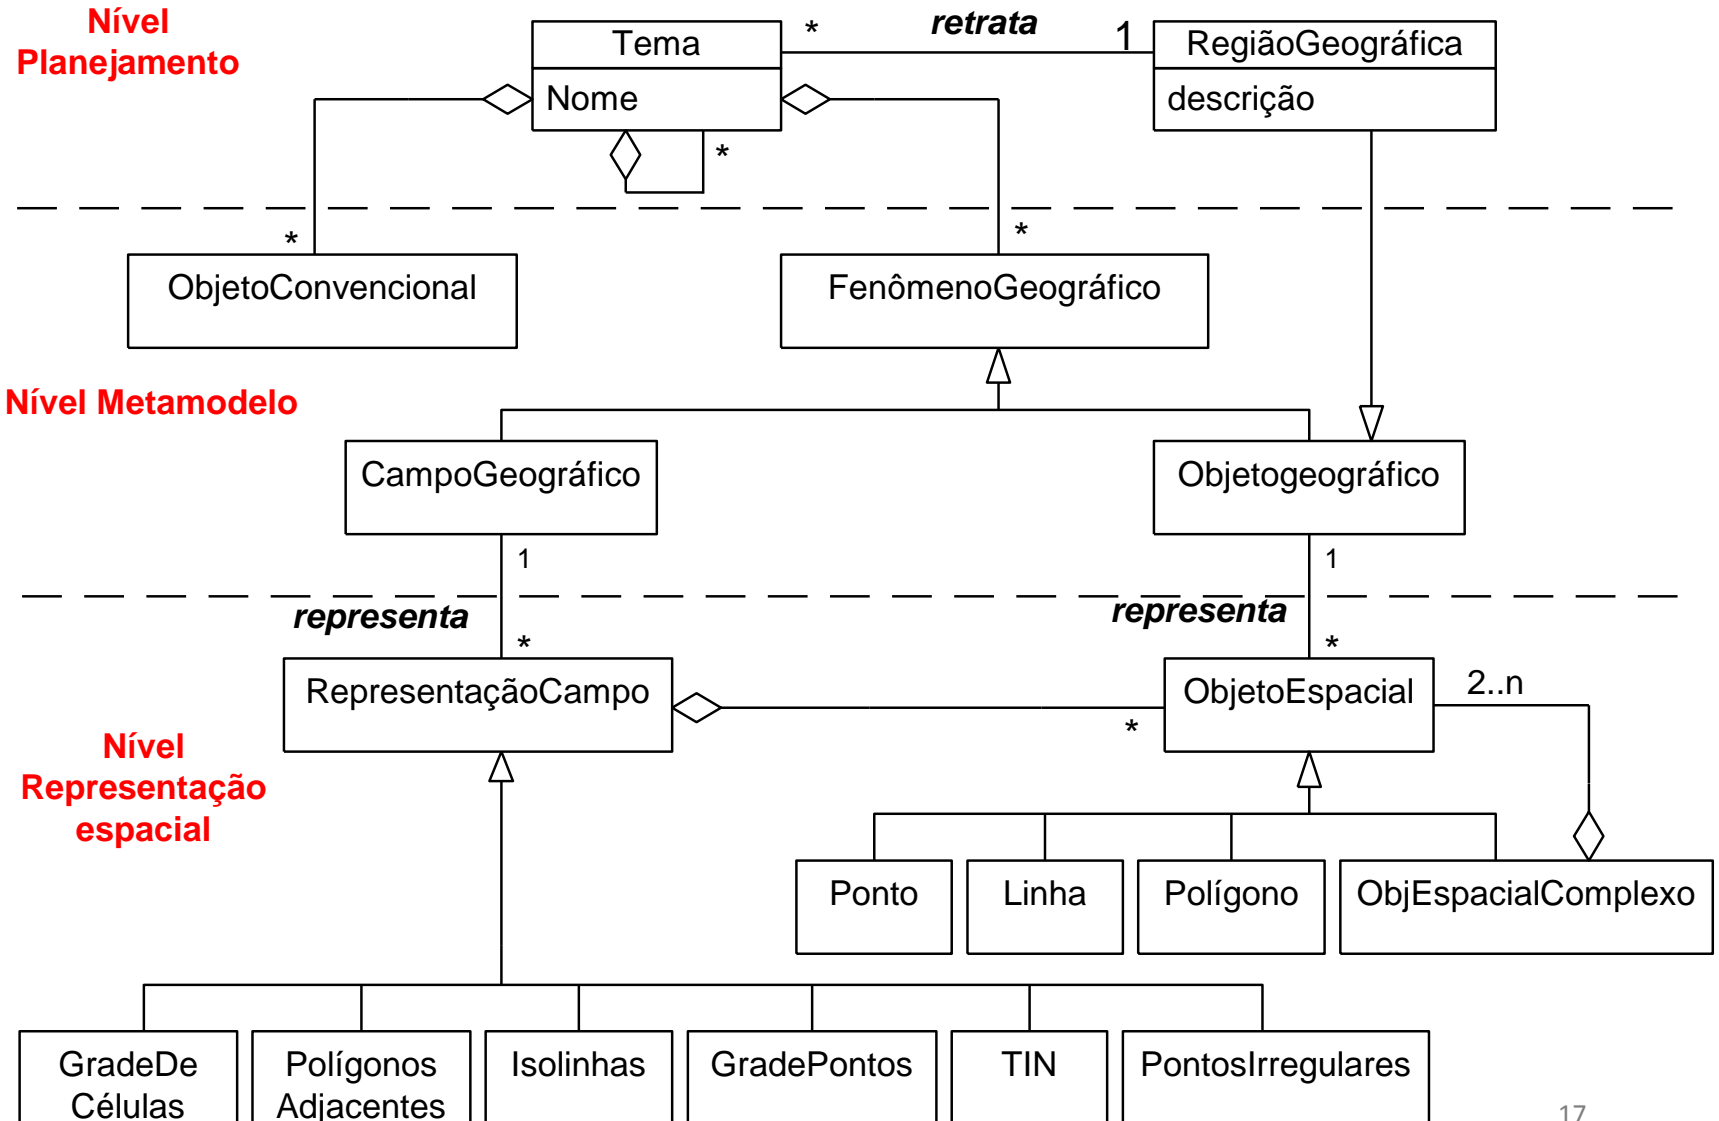 Nível
Planejamento
Tema
*
retrata
1
RegiãoGeográfica
Nome
descrição
*
*
*
ObjetoConvencional
FenômenoGeográfico
Nível Metamodelo
CampoGeográfico
Objetogeográfico
1
1
representa
representa
*
*
RepresentaçãoCampo
ObjetoEspacial
2..n
*
Nível
Representação
espacial
Ponto
Linha
Polígono
ObjEspacialComplexo
GradeDe
Células
Polígonos
Adjacentes
Isolinhas
GradePontos
TIN
PontosIrregulares
17